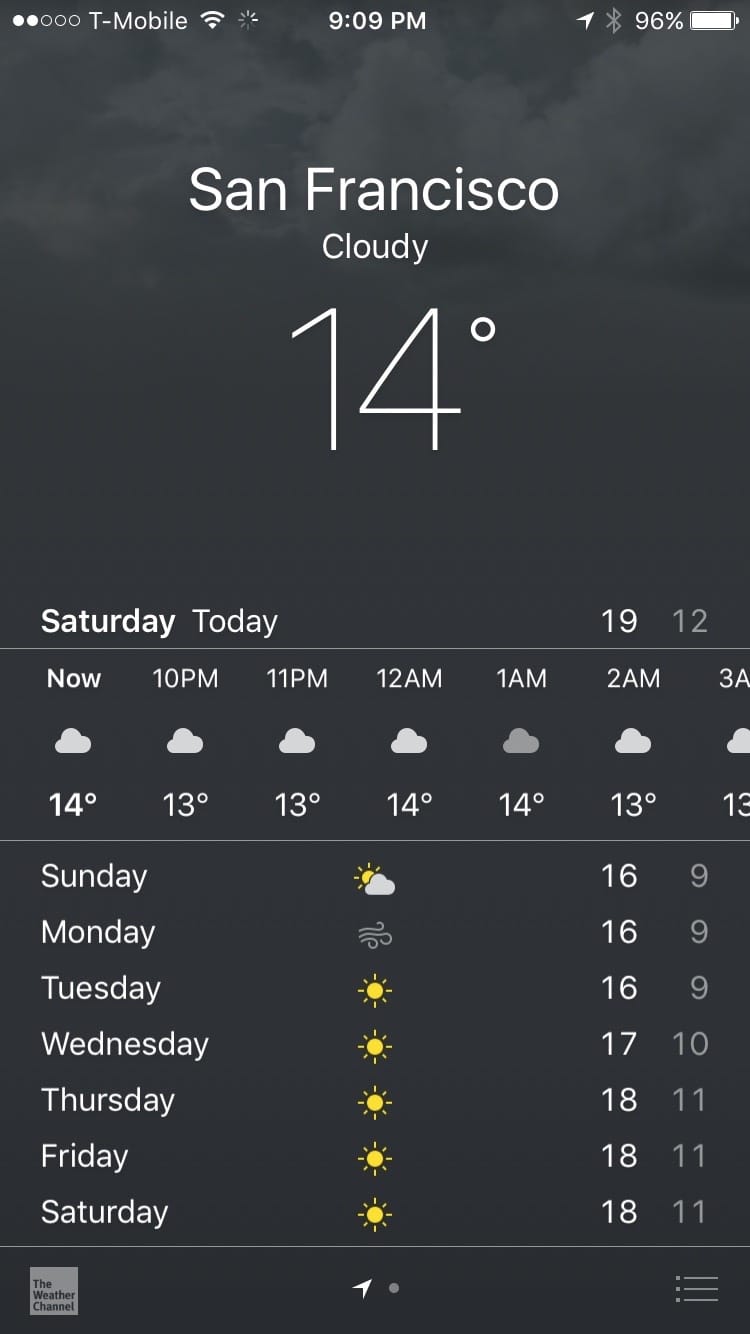 T-Mobile 9:09 PM 96%
San Francisco
Cloudy
14°
Saturday Today 19 12
Now 10PM 11PM 12AM 1AM 2AM 3A
14° 13° 13° 14° 14° 13° 13
Sunday 16 9
Monday 16 9
Tuesday 16 9
Wednesday 17 10
Thursday 18 11
Friday 18 11
Saturday 18 11
The
Weather
Channel